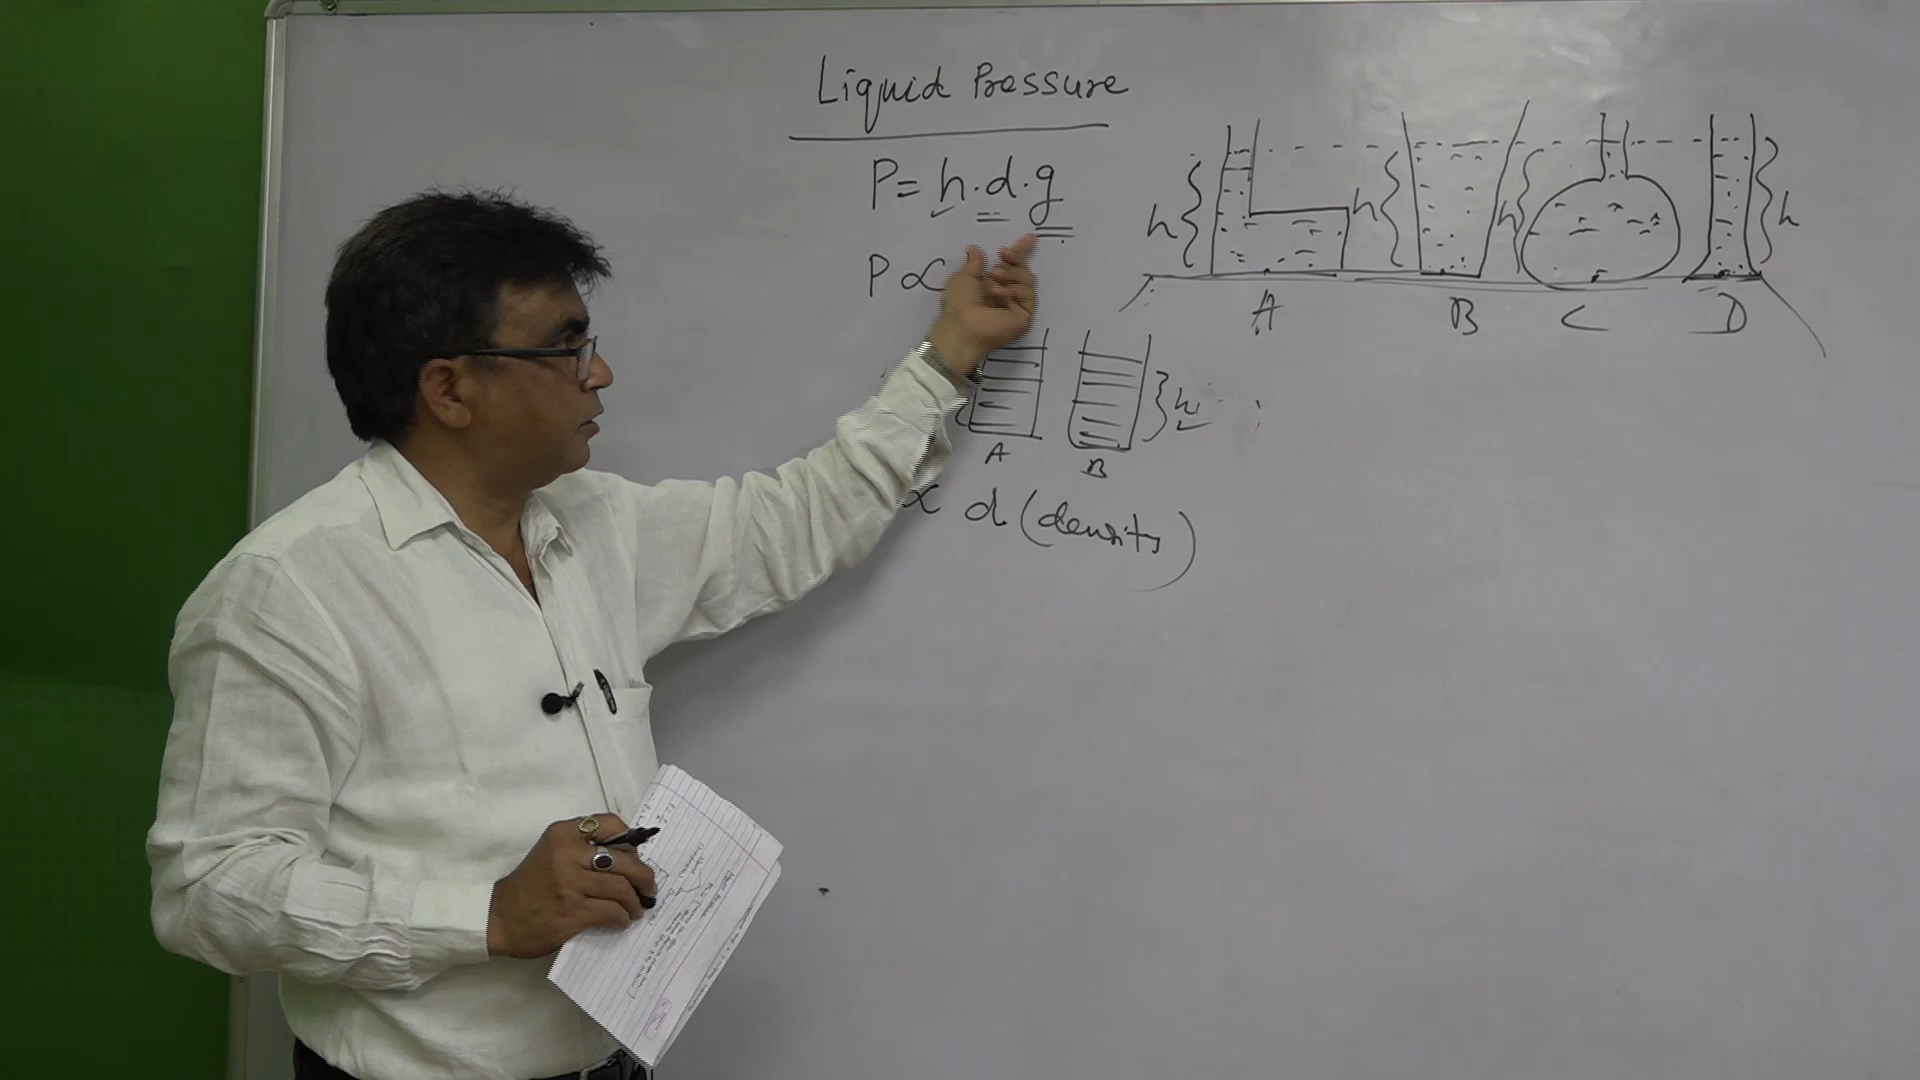 Liquid Pressure
P = h.d.g
P ∝
h h h h
A B C D
h
A B
∝ d (density)